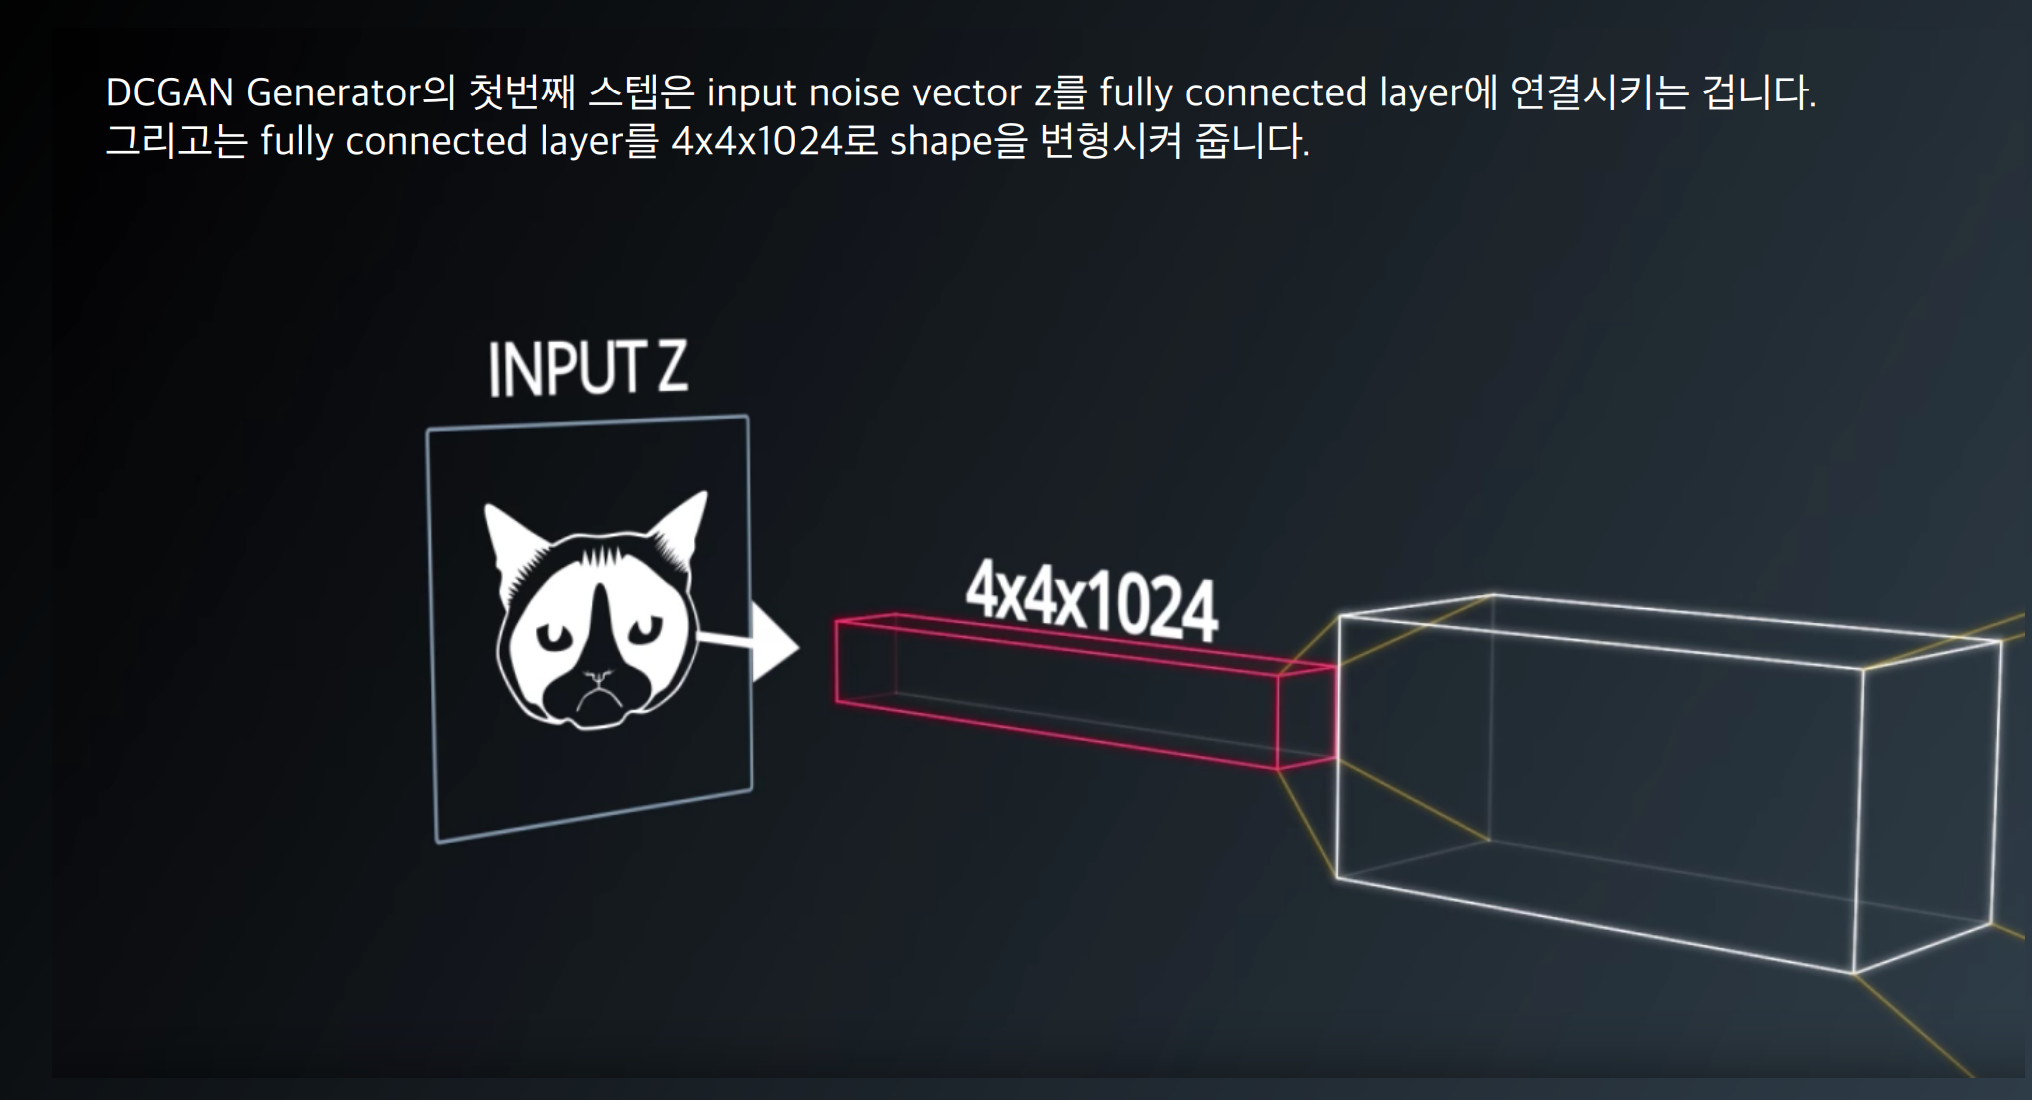 DCGAN Generator의 첫번째 스텝은 input noise vector z를 fully connected layer에 연결시키는 겁니다.
그리고는 fully connected layer를 4x4x1024로 shape을 변형시켜 줍니다.
INPUT Z
4x4x1024